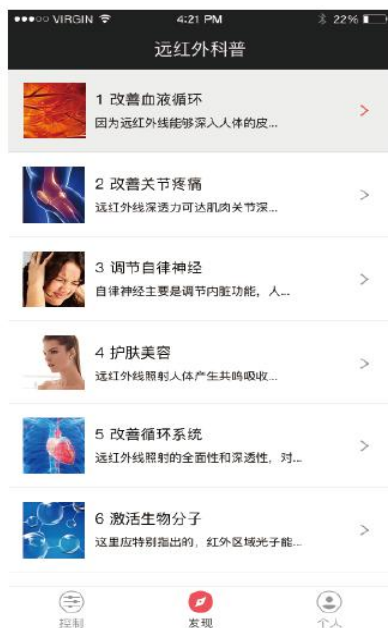 VIRGIN 4:21 PM 22%
远红外科普
1 改善血液循环
因为远红外线能够深入人体的皮...
2 改善关节疼痛
远红外线深透力可达肌肉关节深...
3 调节自律神经
自律神经主要是调节内脏功能，人...
4 护肤美容
远红外线照射人体产生共鸣吸收...
5 改善循环系统
远红外线照射的全面性和深透性，对...
6 激活生物分子
这里应特别指出的，红外区域光子能...
控制 发现 个人